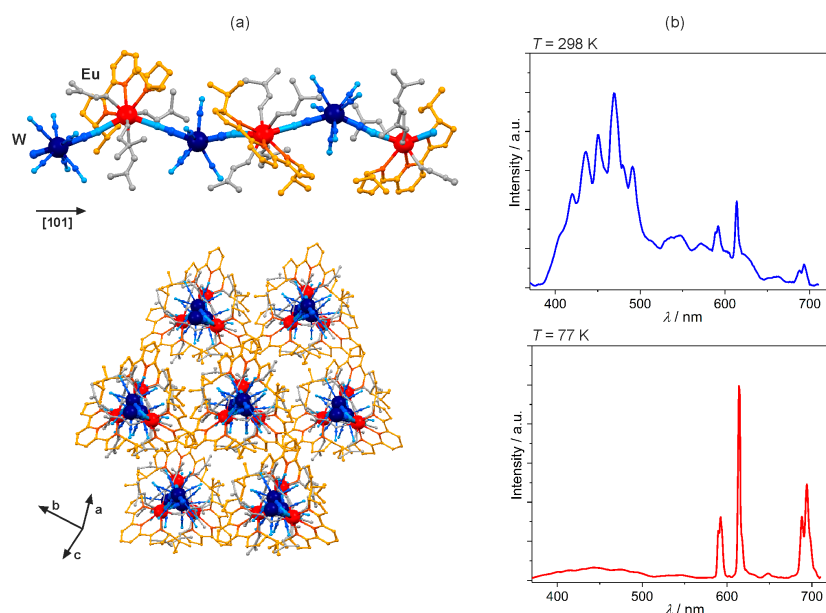 (a)
Eu
W
[101]
b
a
c
(b)
T = 298 K
Intensity / a.u.
400 500 600 700
λ / nm
T = 77 K
Intensity / a.u.
400 500 600 700
λ / nm